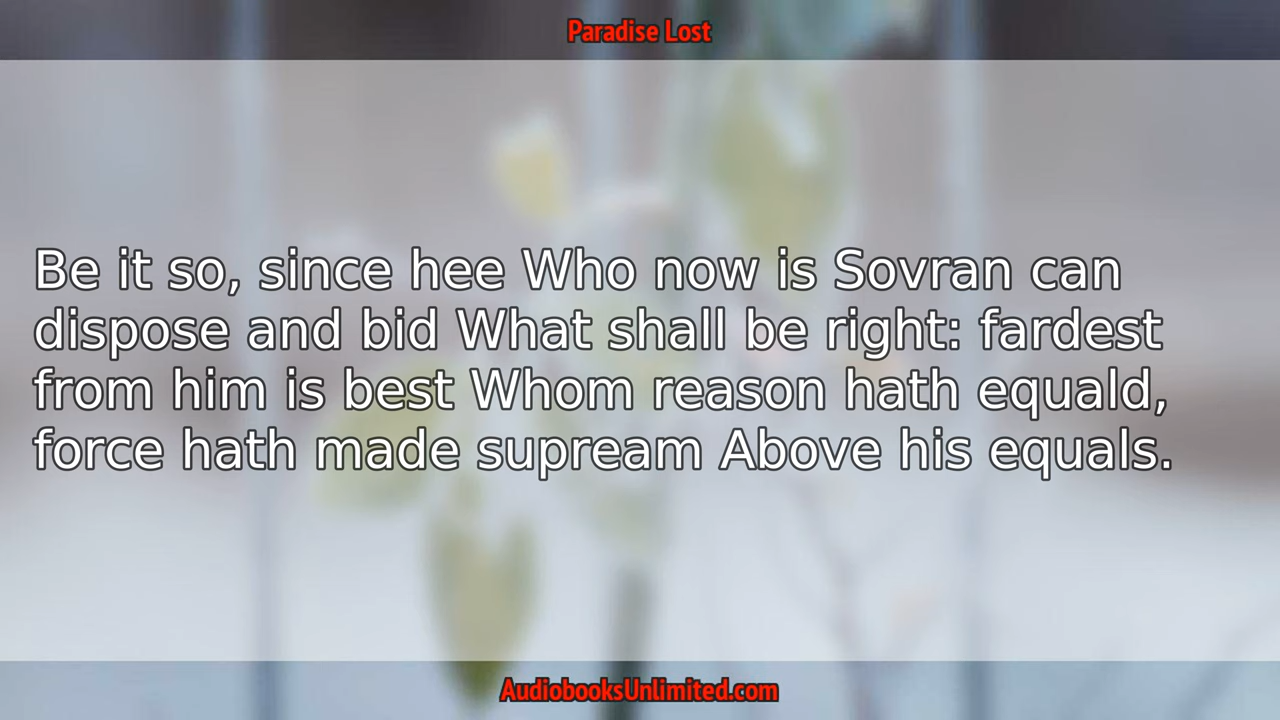 Paradise Lost
Be it so, since hee Who now is Sovran can
dispose and bid What shall be right: fardest
from him is best Whom reason hath equald,
force hath made supream Above his equals.
AudiobooksUnlimited.com